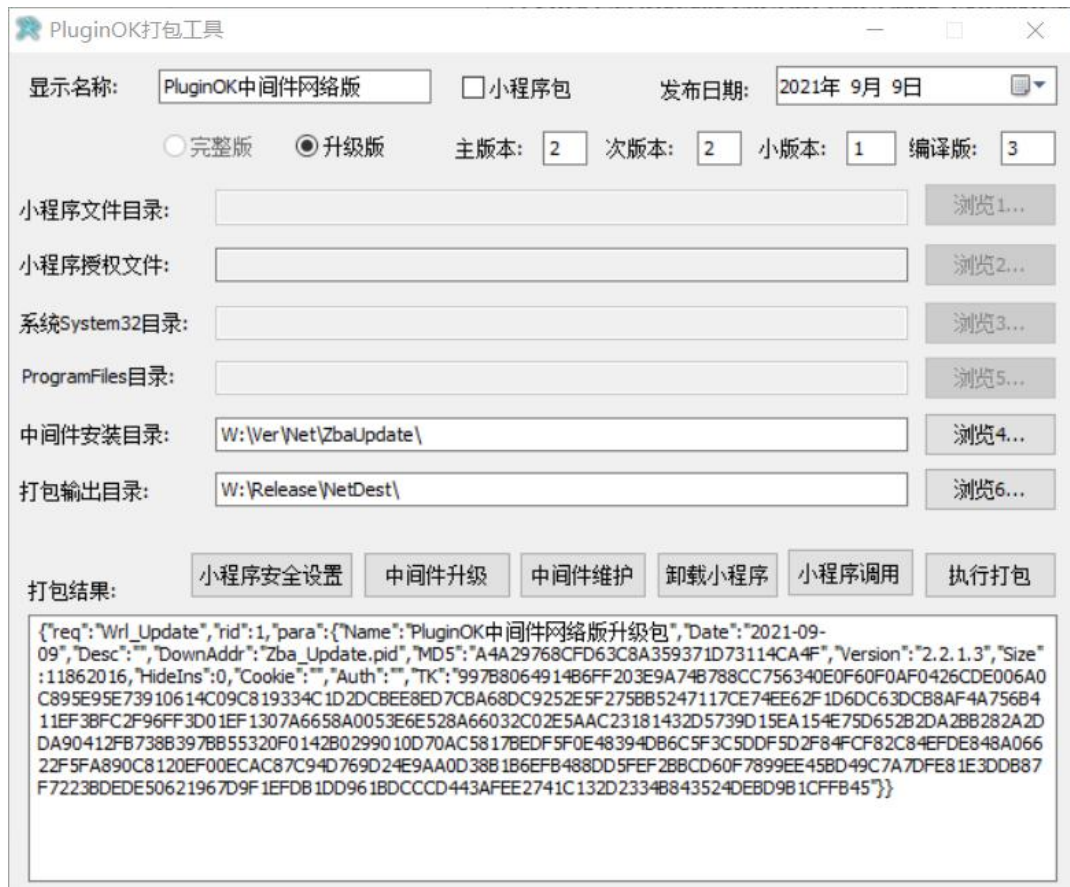 PluginOK打包工具
显示名称: PluginOK中间件网络版 小程序包 发布日期: 2021年 9月 9日
完整版 升级版 主版本: 2 次版本: 2 小版本: 1 编译版: 3
小程序文件目录: 浏览1...
小程序授权文件: 浏览2...
系统System32目录: 浏览3...
ProgramFiles目录: 浏览5...
中间件安装目录: W:\Ver\Net\ZbaUpdate\ 浏览4...
打包输出目录: W:\Release\NetDest\ 浏览6...
打包结果: 小程序安全设置 中间件升级 中间件维护 卸载小程序 小程序调用 执行打包
{"req":"Wrl_Update","rid":1,"para":{"Name":"PluginOK中间件网络版升级包","Date":"2021-09-
09","Desc":"","DownAddr":"Zba_Update.pid","MD5":"A4A29768CFD63C8A359371D73114CA4F","Version":"2.2.1.3","Size"
:11862016,"HideIns":0,"Cookie":"","Auth":"","TK":"997B8064914B6FF203E9A74B788CC756340E0F60F0AF0426CDE006A0
C895E95E73910614C09C819334C1D2DCBEE8ED7CBA68DC9252E5F275BB5247117CE74EE62F1D6DC63DCB8AF4A756B4
11EF3BFC2F96FF3D01EF1307A6658A0053E6E528A66032C02E5AAC23181432D5739D15EA154E75D652B2DA2BB282A2D
DA90412FB738B397BB55320F0142B0299010D70AC5817BEDF5F0E48394DB6C5F3C5DDF5D2F84FCF82C84EFDE848A066
22F5FA890C8120EF00ECAC87C94D769D24E9AA0D38B1B6EFB488DD5FEF2BBCD60F7899EE45BD49C7A7DFE81E3DDB87
F7223BDEDE50621967D9F1EFDB1DD961BDCCCD443AFEE2741C132D2334B843524DEBD9B1CFFB45"}}